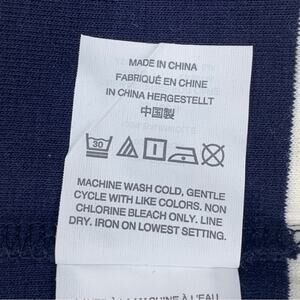 MADE IN CHINA
FABRIQUÉ EN CHINE
IN CHINA HERGESTELLT
中国製
30
MACHINE WASH COLD, GENTLE
CYCLE WITH LIKE COLORS. NON
CHLORINE BLEACH ONLY. LINE
DRY. IRON ON LOWEST SETTING.